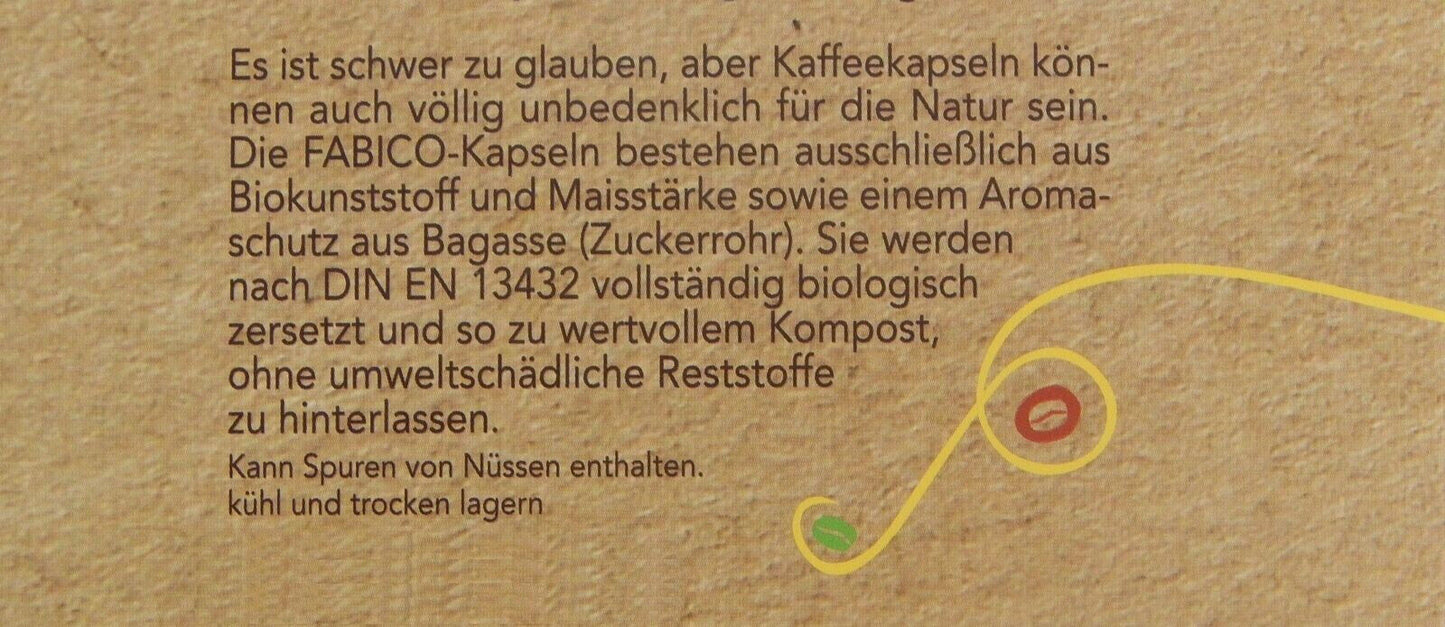 Es ist schwer zu glauben, aber Kaffeekapseln kön-
nen auch völlig unbedenklich für die Natur sein.
Die FABICO-Kapseln bestehen ausschließlich aus
Biokunststoff und Maisstärke sowie einem Aroma-
schutz aus Bagasse (Zuckerrohr). Sie werden
nach DIN EN 13432 vollständig biologisch
zersetzt und so zu wertvollem Kompost,
ohne umweltschädliche Reststoffe
zu hinterlassen.
Kann Spuren von Nüssen enthalten.
kühl und trocken lagern